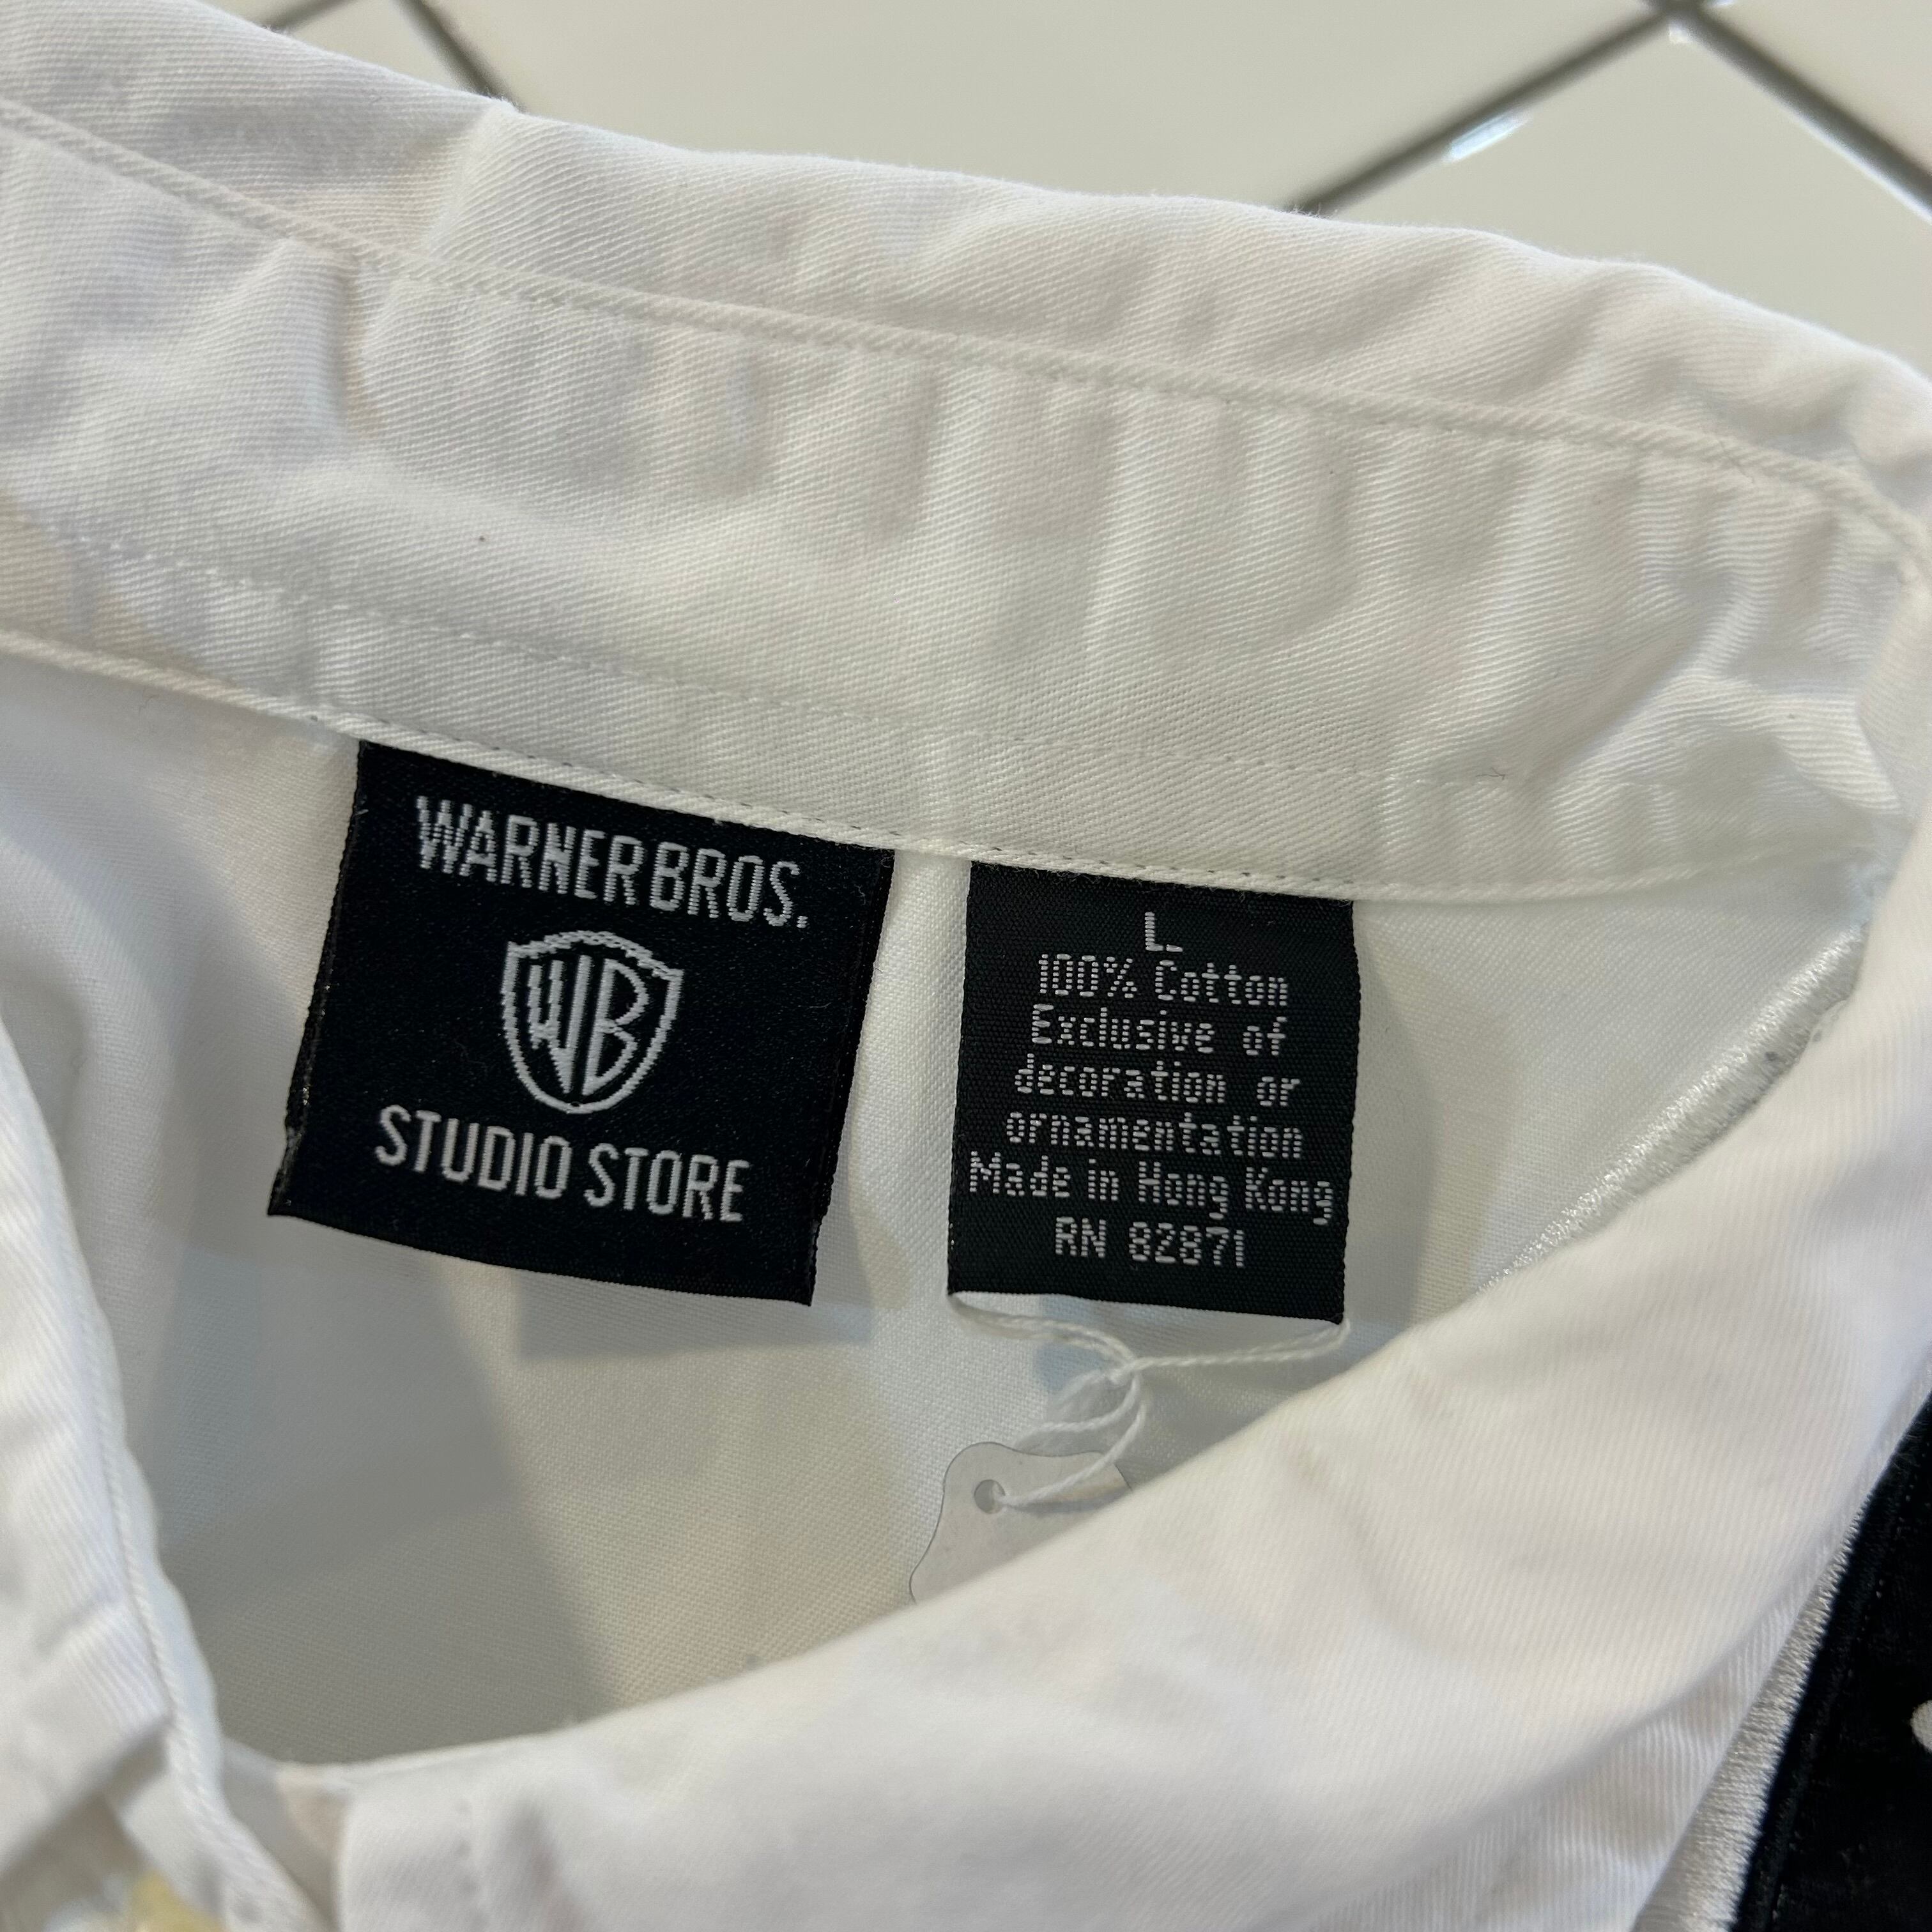 WARNER BROS.
WB
STUDIO STORE
L
100% Cotton
Exclusive of
decoration or
ornamentation
Made in Hong Kong
RN 82871